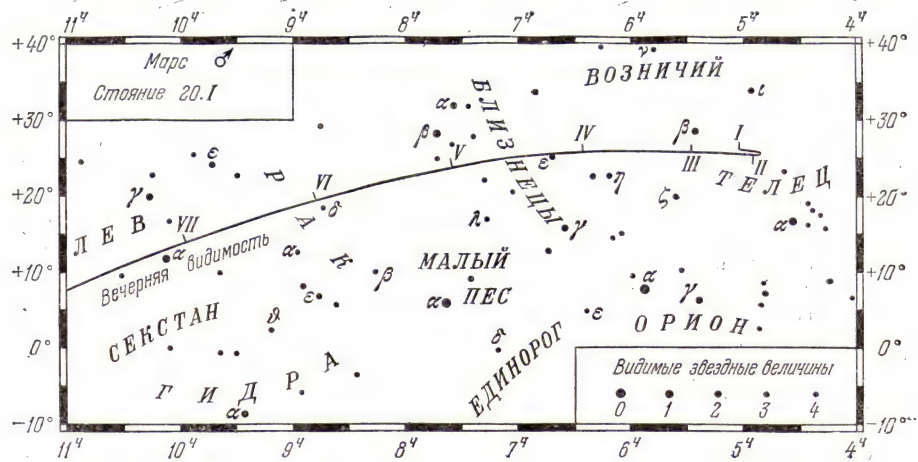 11ч 10ч 9ч 8ч 7ч 6ч 5ч 4ч
+40° +40°
Марс ♂
Стояние 20.I
ВОЗНИЧИЙ
ν
ι
+30° +30°
α
β
БЛИЗНЕЦЫ
IV
β
I
V
ε
III
II
ε
η
ТЕЛЕЦ
+20° +20°
γ
РАК
VI
δ
λ
γ
ζ
α
ЛЕВ
VII
α
Вечерняя видимость
α
+10° +10°
β
МАЛЫЙ
ПЕС
α
α
γ
ε
ε
СЕКСТАН
ϑ
ОРИОН
0° 0°
δ
ЕДИНОРОГ
ГИДРА
α
Видимые звездные величины
0 1 2 3 4
−10° −10°
11ч 10ч 9ч 8ч 7ч 6ч 5ч 4ч